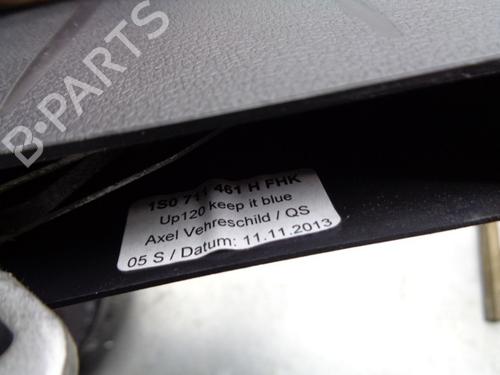 B-PARTS
1S0 711 461 H FHK
Up120 keep it blue
Axel Vehreschild / QS
05 S / Datum: 11.11.2013